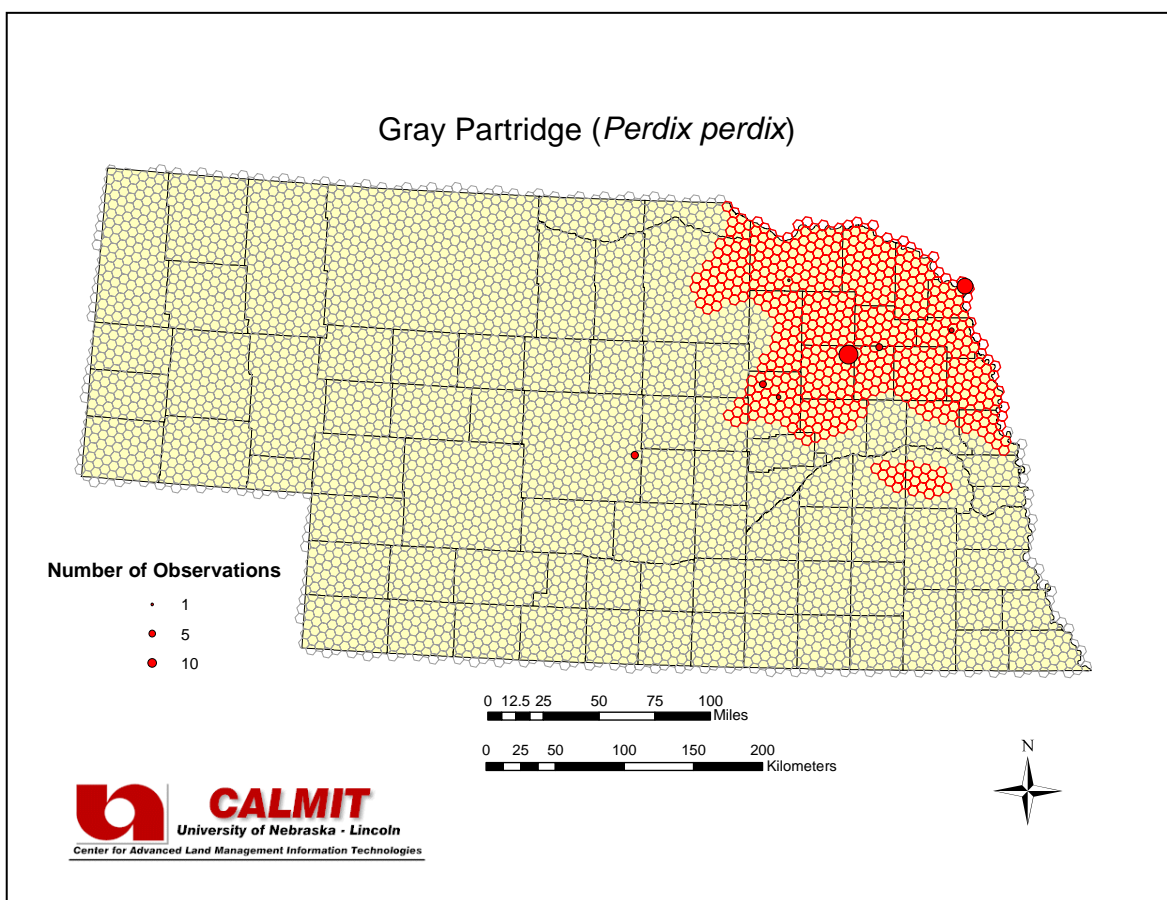 Gray Partridge (Perdix perdix)
Number of Observations
1
5
10
0 12.5 25 50 75 100
Miles
0 25 50 100 150 200
Kilometers
N
CALMIT
University of Nebraska - Lincoln
Center for Advanced Land Management Information Technologies